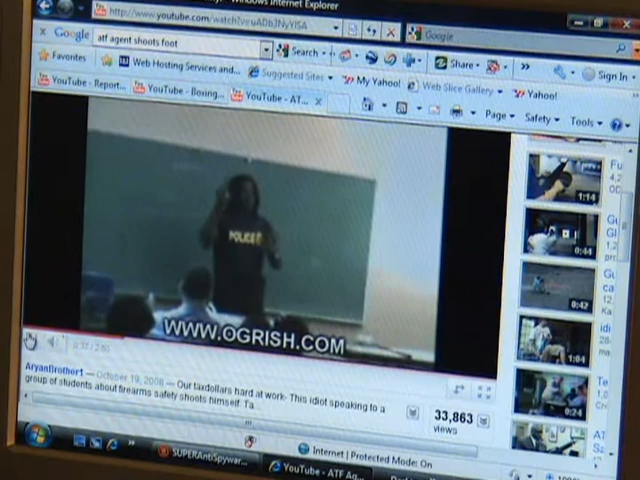 Internet Explorer
http://www.youtube.com/watch?v=
Google
Google
atf agent shoots foot
Search
Share
Sign In
Favorites
Web Hosting Services and...
Suggested Sites
My Yahoo!
Web Slice Gallery
Yahoo!
YouTube - Report...
YouTube - Boxing...
YouTube - AT...
Page
Safety
Tools
POLICE
WWW.OGRISH.COM
1:14
0:44
0:42
1:04
0:24
— October 19, 2008 — Our taxdollars hard at work- This idiot speaking to a
group of students about firearms safety shoots himself. Ta...
33,863
views
Internet | Protected Mode: On
SUPERAntiSpywar...
YouTube - ATF Ag...